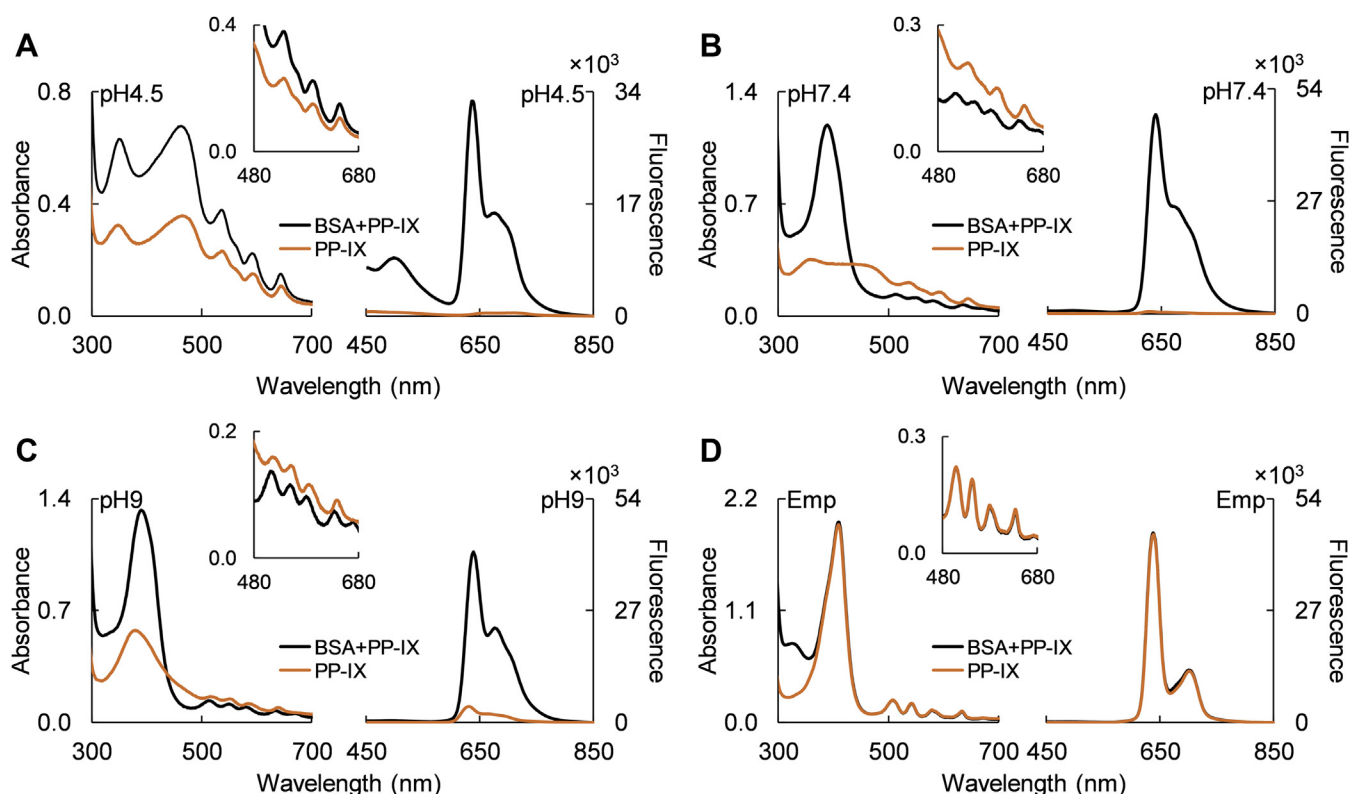 A
0.4
0.0
480 680
×10³
0.8
0.4
0.0
pH4.5
pH4.5
34
17
0
Absorbance
Fluorescence
BSA+PP-IX
PP-IX
300 500 700 450 650 850
Wavelength (nm)
B
0.3
0.0
480 680
×10³
1.4
0.7
0.0
pH7.4
pH7.4
54
27
0
Absorbance
Fluorescence
BSA+PP-IX
PP-IX
300 500 700 450 650 850
Wavelength (nm)
C
0.2
0.0
480 680
×10³
1.4
0.7
0.0
pH9
pH9
54
27
0
Absorbance
Fluorescence
BSA+PP-IX
PP-IX
300 500 700 450 650 850
Wavelength (nm)
D
0.3
0.0
480 680
×10³
2.2
1.1
0.0
Emp
Emp
54
27
0
Absorbance
Fluorescence
BSA+PP-IX
PP-IX
300 500 700 450 650 850
Wavelength (nm)